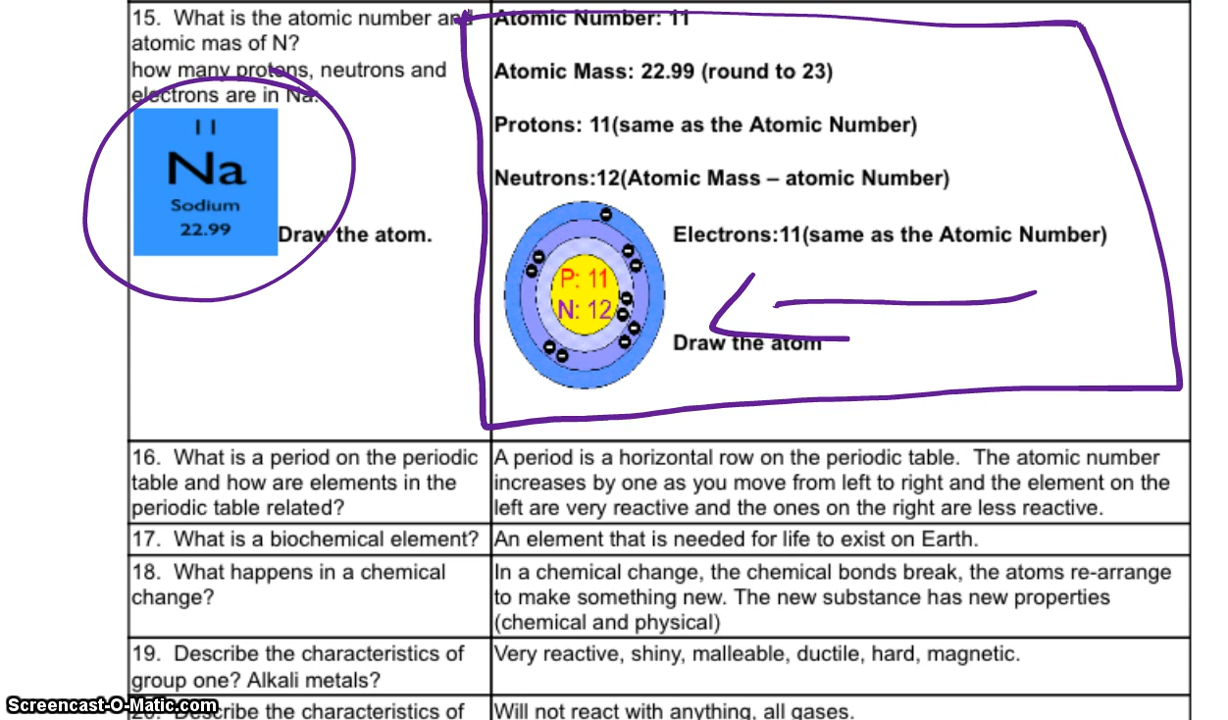 15.  What is the atomic number and
atomic mas of N?
how many protons, neutrons and
electrons are in Na.
11
Na
Sodium
22.99
Draw the atom.
Atomic Number: 11
Atomic Mass: 22.99 (round to 23)
Protons: 11(same as the Atomic Number)
Neutrons:12(Atomic Mass – atomic Number)
Electrons:11(same as the Atomic Number)
P: 11
N: 12
Draw the atom
16.  What is a period on the periodic
table and how are elements in the
periodic table related?
A period is a horizontal row on the periodic table.  The atomic number
increases by one as you move from left to right and the element on the
left are very reactive and the ones on the right are less reactive.
17.  What is a biochemical element?
An element that is needed for life to exist on Earth.
18.  What happens in a chemical
change?
In a chemical change, the chemical bonds break, the atoms re-arrange
to make something new. The new substance has new properties
(chemical and physical)
19.  Describe the characteristics of
group one? Alkali metals?
Very reactive, shiny, malleable, ductile, hard, magnetic.
20.  Describe the characteristics of
Will not react with anything, all gases.
Screencast-O-Matic.com